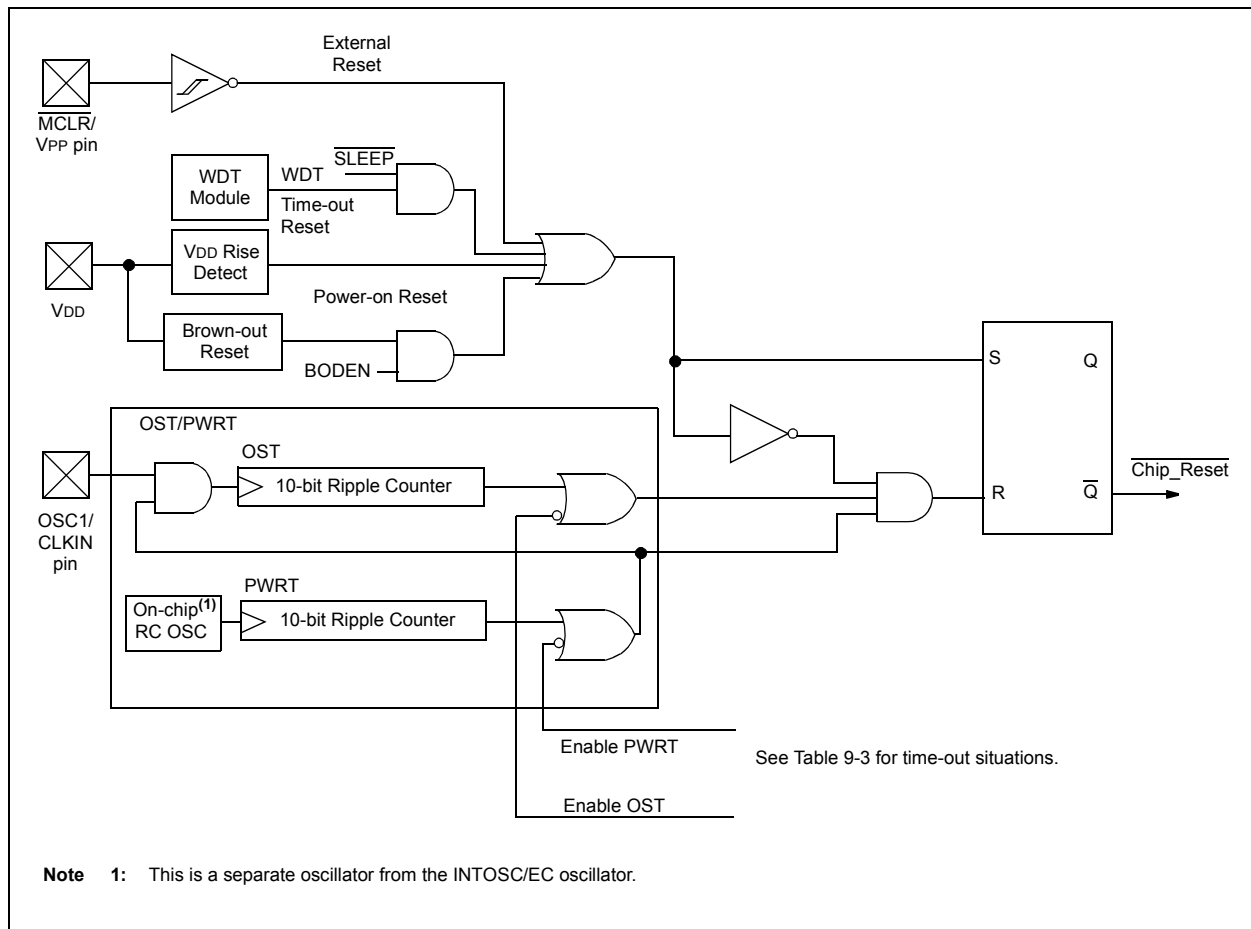 External
Reset
MCLR/
VPP pin
SLEEP
WDT
Module
WDT
Time-out
Reset
VDD Rise
Detect
VDD
Power-on Reset
Brown-out
Reset
BODEN
S
Q
OST/PWRT
OST
10-bit Ripple Counter
Chip_Reset
R
Q
OSC1/
CLKIN
pin
PWRT
On-chip(1)
RC OSC
10-bit Ripple Counter
Enable PWRT
See Table 9-3 for time-out situations.
Enable OST
Note 1: This is a separate oscillator from the INTOSC/EC oscillator.